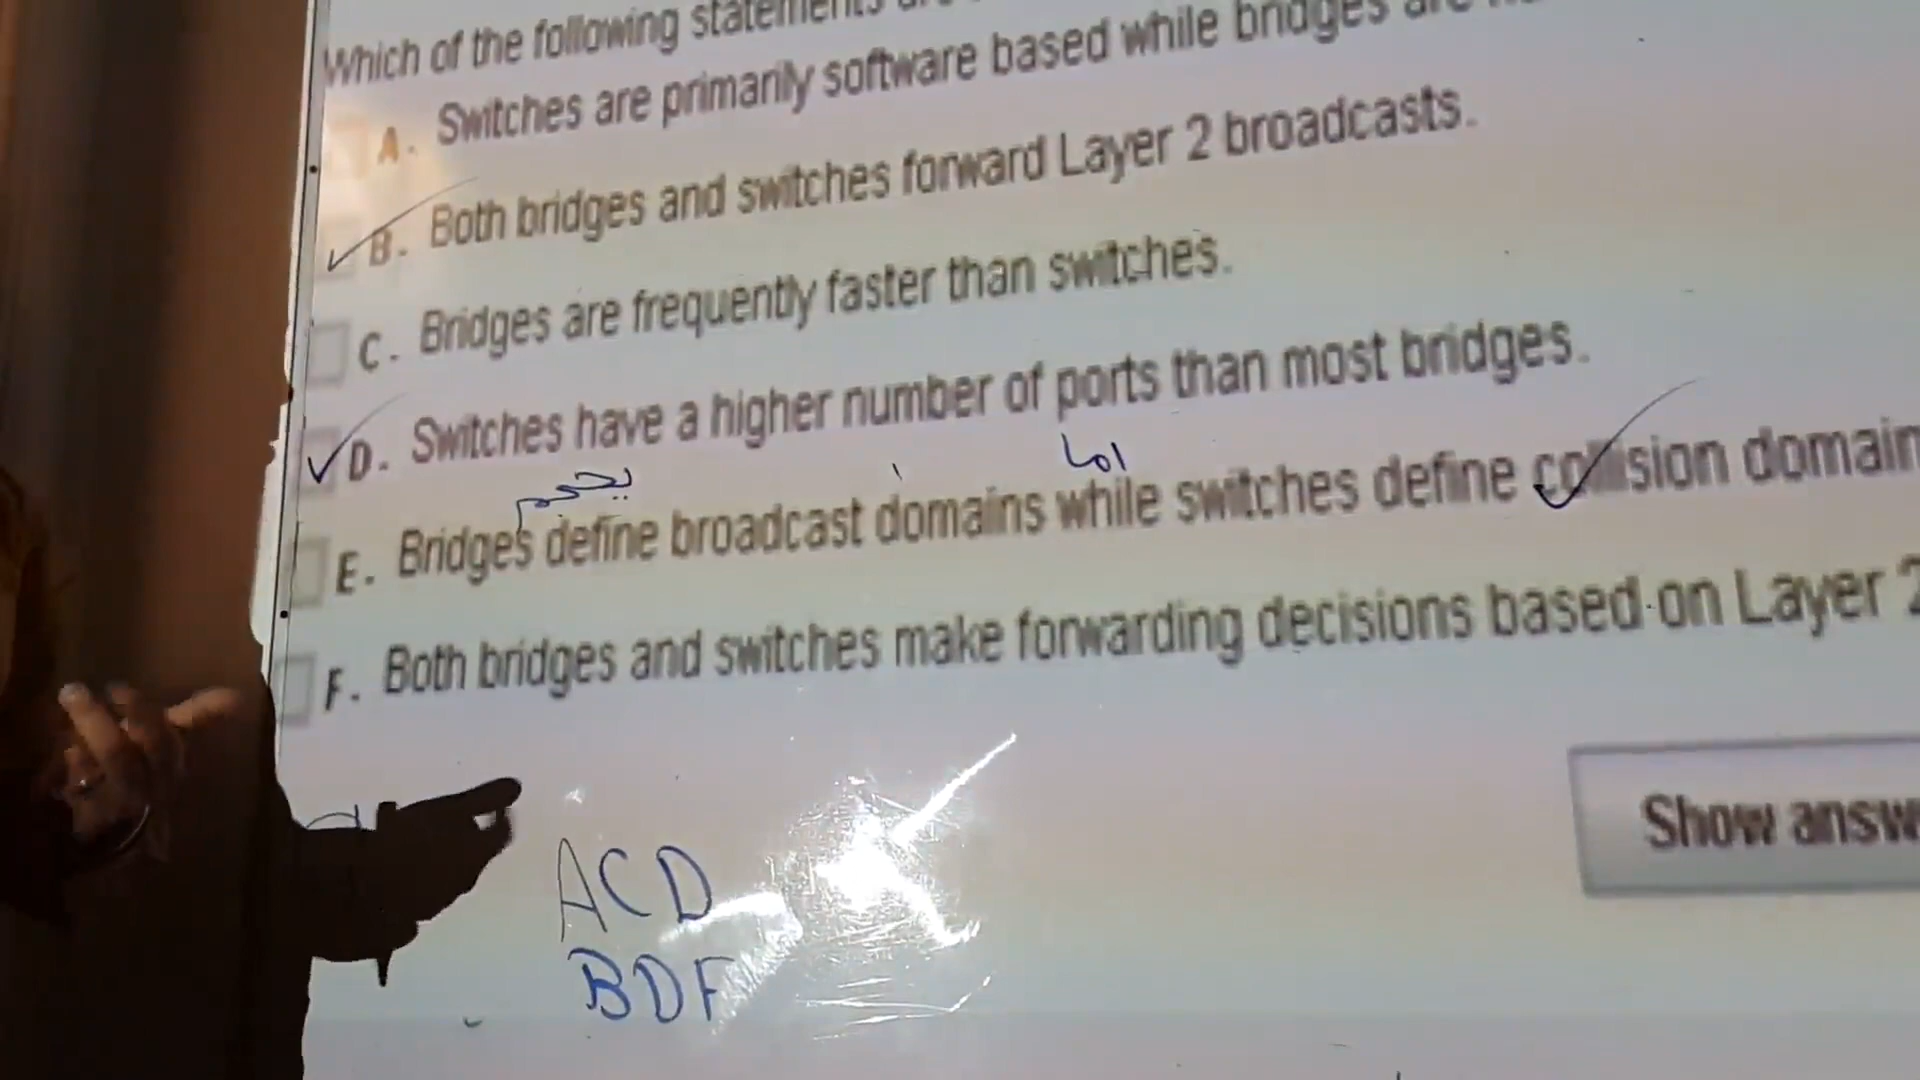 Which of the following statements
A. Switches are primarily software based while bridges are
B. Both bridges and switches forward Layer 2 broadcasts.
C. Bridges are frequently faster than switches.
D. Switches have a higher number of ports than most bridges.
يحجم اما
E. Bridges define broadcast domains while switches define collision domain
F. Both bridges and switches make forwarding decisions based on Layer 2
Show answ
ACD
BDF